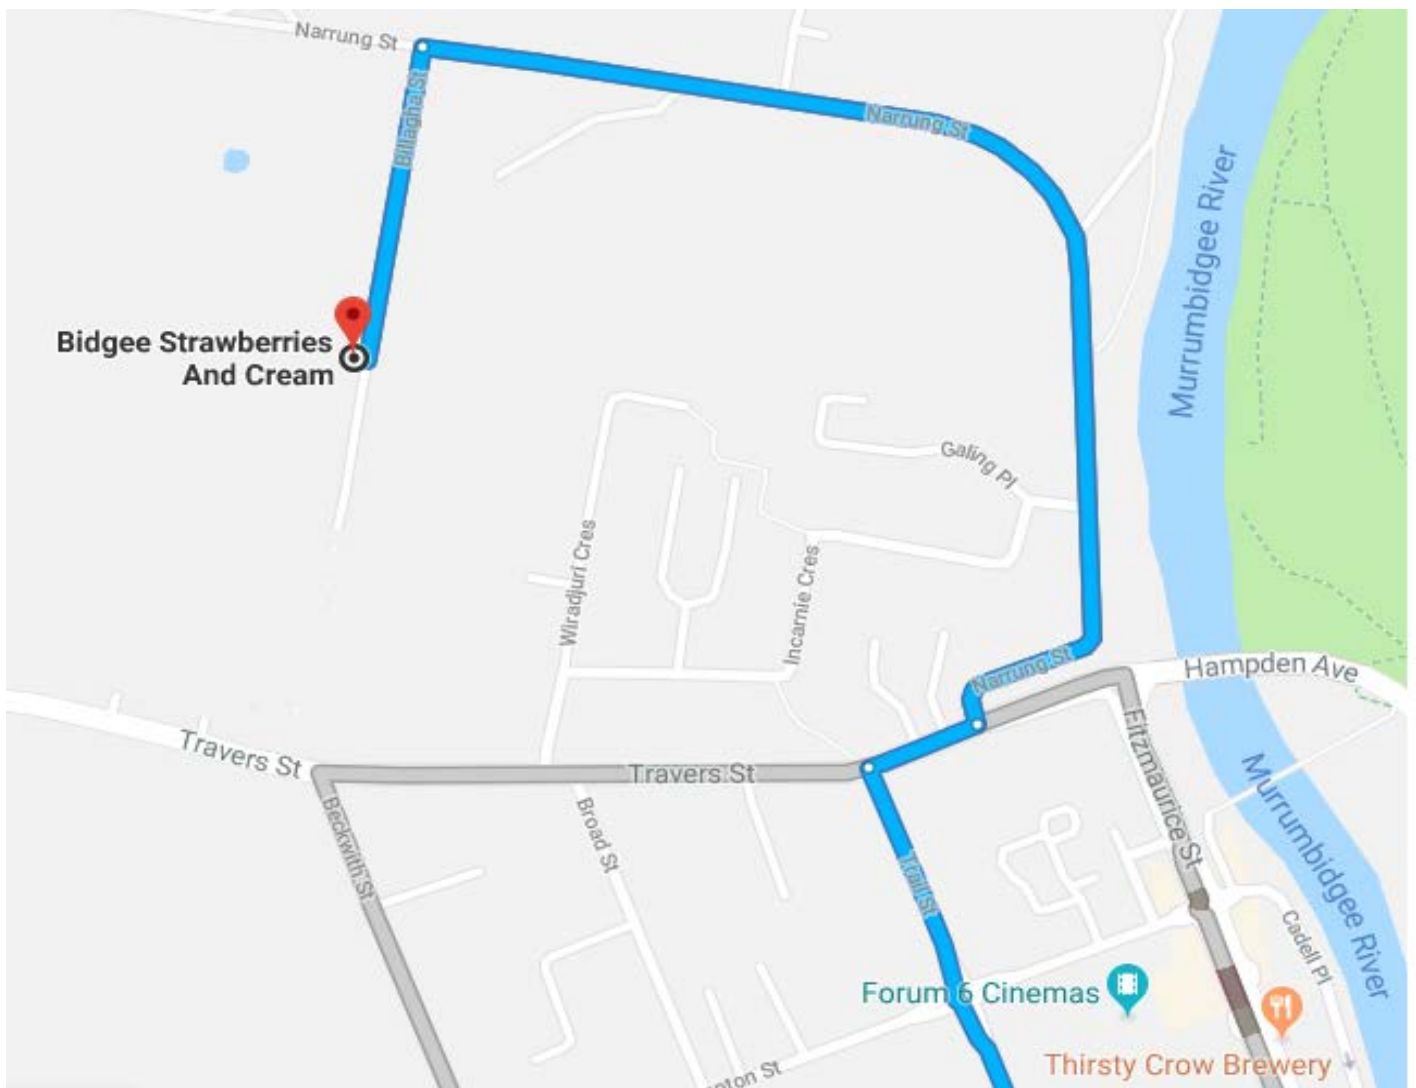 Narrung St
Billagha St
Narrung St
Murrumbidgee River
Bidgee Strawberries
And Cream
Galing Pl
Wiradjuri Cres
Incarnie Cres
Narrung St
Hampden Ave
Travers St
Travers St
Fitzmaurice St
Murrumbidgee River
Beckwith St
Broad St
Trail St
Cadell Pl
Forum 6 Cinemas
Thirsty Crow Brewery